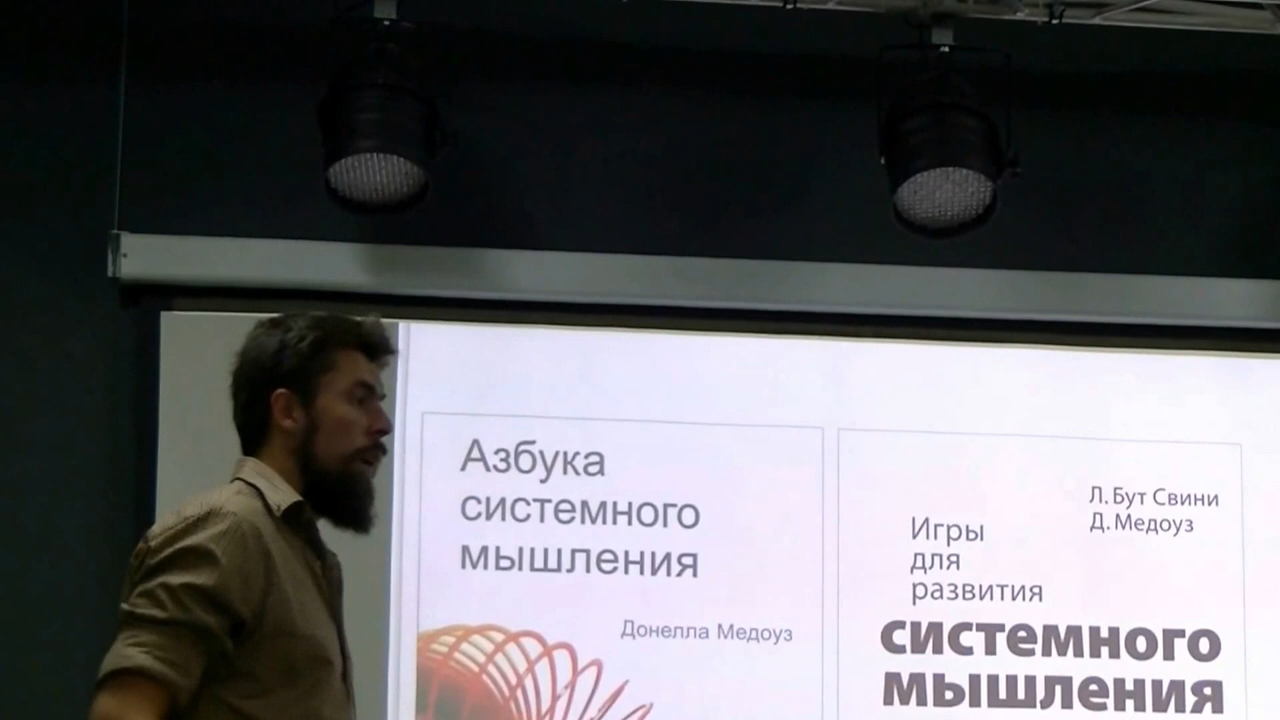 Азбука
системного
мышления
Донелла Медоуз
Л. Бут Свини
Д. Медоуз
Игры
для
развития
системного
мышления